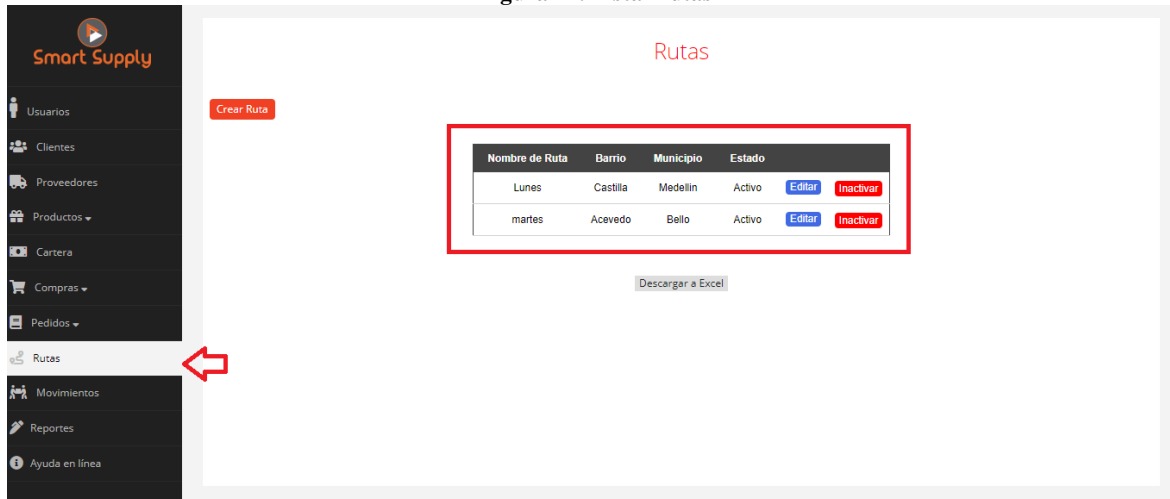 Smart Supply
Usuarios
Clientes
Proveedores
Productos
Cartera
Compras
Pedidos
Rutas
Movimientos
Reportes
Ayuda en línea
Rutas
Crear Ruta
Nombre de Ruta Barrio Municipio Estado
Lunes Castilla Medellin Activo Editar Inactivar
martes Acevedo Bello Activo Editar Inactivar
Descargar a Excel